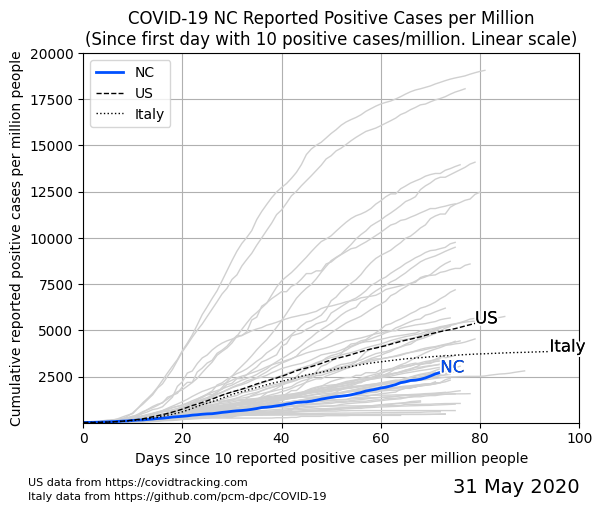 COVID-19 NC Reported Positive Cases per Million
(Since first day with 10 positive cases/million. Linear scale)
Cumulative reported positive cases per million people
20000
17500
15000
12500
10000
7500
5000
2500
NC
US
Italy
US
Italy
NC
0 20 40 60 80 100
Days since 10 reported positive cases per million people
US data from https://covidtracking.com
Italy data from https://github.com/pcm-dpc/COVID-19
31 May 2020